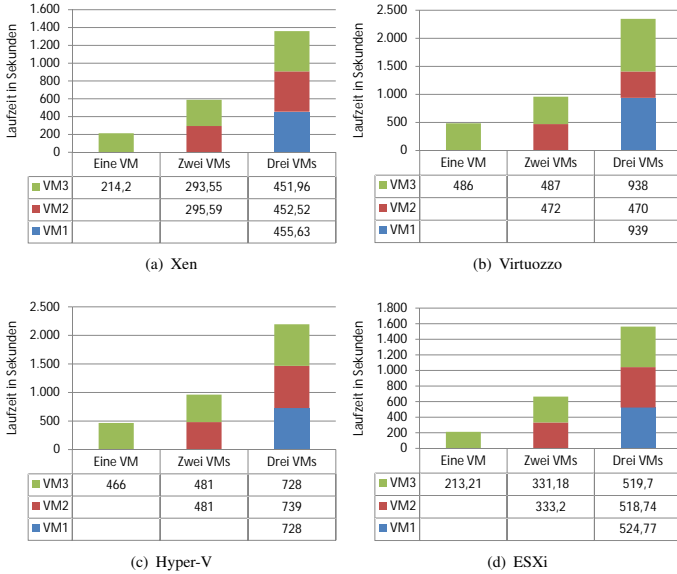 Laufzeit in Sekunden
1.600
1.400
1.200
1.000
800
600
400
200
0
Eine VM Zwei VMs Drei VMs
VM3 214,2 293,55 451,96
VM2 295,59 452,52
VM1 455,63
(a) Xen
Laufzeit in Sekunden
2.500
2.000
1.500
1.000
500
0
Eine VM Zwei VMs Drei VMs
VM3 486 487 938
VM2 472 470
VM1 939
(b) Virtuozzo
Laufzeit in Sekunden
2.500
2.000
1.500
1.000
500
0
Eine VM Zwei VMs Drei VMs
VM3 466 481 728
VM2 481 739
VM1 728
(c) Hyper-V
Laufzeit in Sekunden
1.800
1.600
1.400
1.200
1.000
800
600
400
200
0
Eine VM Zwei VMs Drei VMs
VM3 213,21 331,18 519,7
VM2 333,2 518,74
VM1 524,77
(d) ESXi